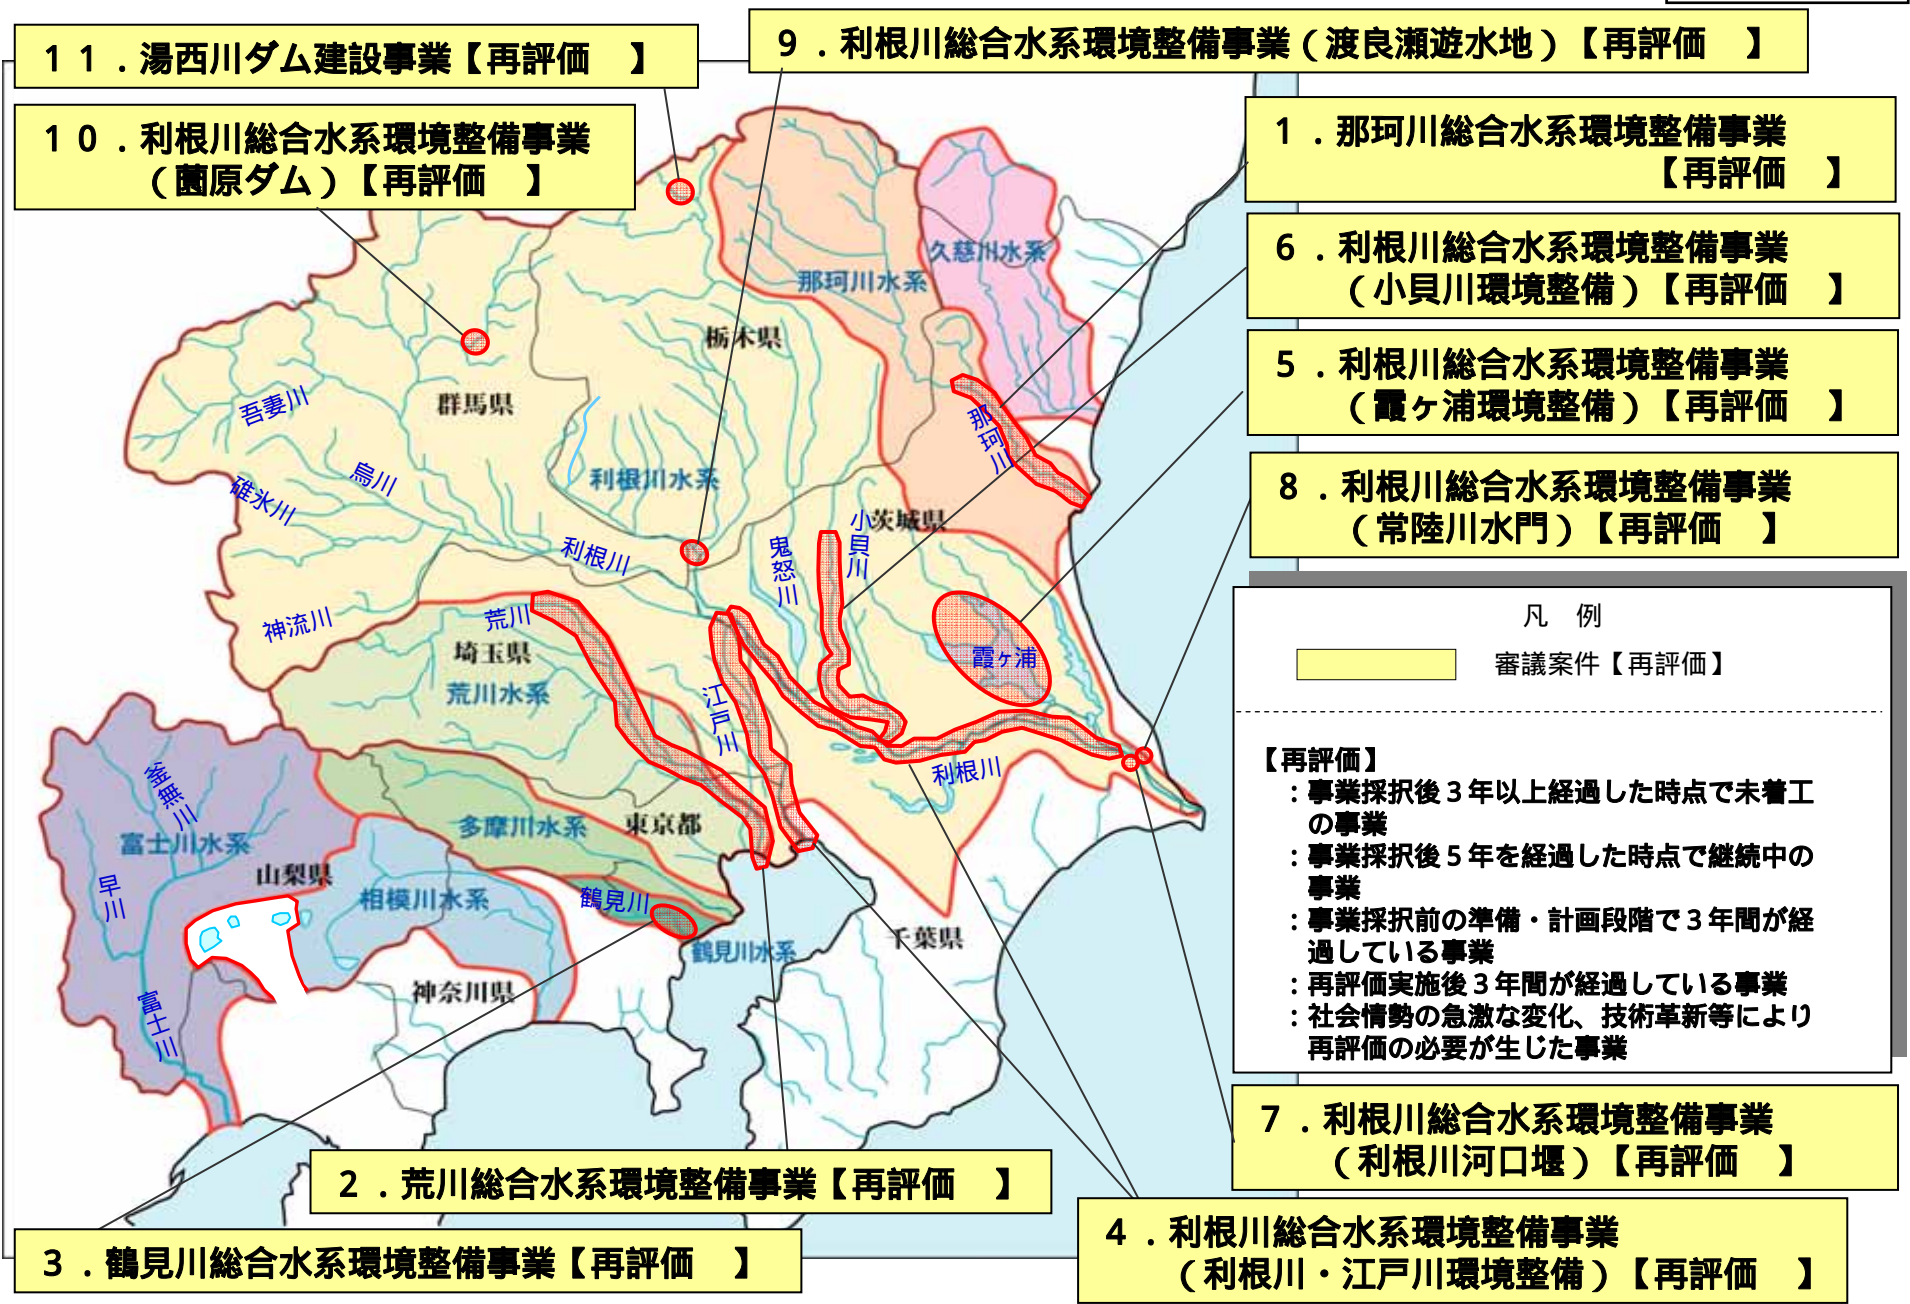 １１．湯西川ダム建設事業【再評価　】
９．利根川総合水系環境整備事業（渡良瀬遊水地）【再評価　】
１０．利根川総合水系環境整備事業
（薗原ダム）【再評価　】
１．那珂川総合水系環境整備事業
【再評価　】
６．利根川総合水系環境整備事業
（小貝川環境整備）【再評価　】
５．利根川総合水系環境整備事業
（霞ヶ浦環境整備）【再評価　】
８．利根川総合水系環境整備事業
（常陸川水門）【再評価　】
久慈川水系
那珂川水系
栃木県
群馬県
吾妻川
烏川
碓氷川
利根川水系
那珂川
茨城県
小貝川
鬼怒川
利根川
神流川
荒川
埼玉県
荒川水系
霞ヶ浦
江戸川
利根川
釜無川
富士川水系
多摩川水系
東京都
山梨県
早川
相模川水系
鶴見川
鶴見川水系
千葉県
神奈川県
富士川
凡　例
審議案件【再評価】
【再評価】
：事業採択後３年以上経過した時点で未着工
の事業
：事業採択後５年を経過した時点で継続中の
事業
：事業採択前の準備・計画段階で３年間が経
過している事業
：再評価実施後３年間が経過している事業
：社会情勢の急激な変化、技術革新等により
再評価の必要が生じた事業
７．利根川総合水系環境整備事業
（利根川河口堰）【再評価　】
２．荒川総合水系環境整備事業【再評価　】
４．利根川総合水系環境整備事業
（利根川・江戸川環境整備）【再評価　】
３．鶴見川総合水系環境整備事業【再評価　】